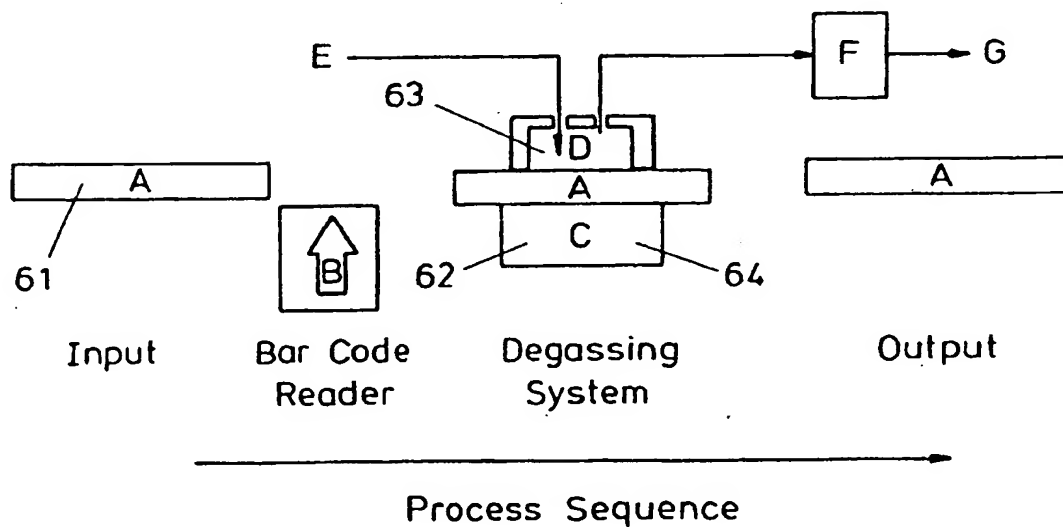 E
F
G
63
D
A
A
A
61
B
62
C
64
Input
Bar Code
Reader
Degassing
System
Output
Process Sequence